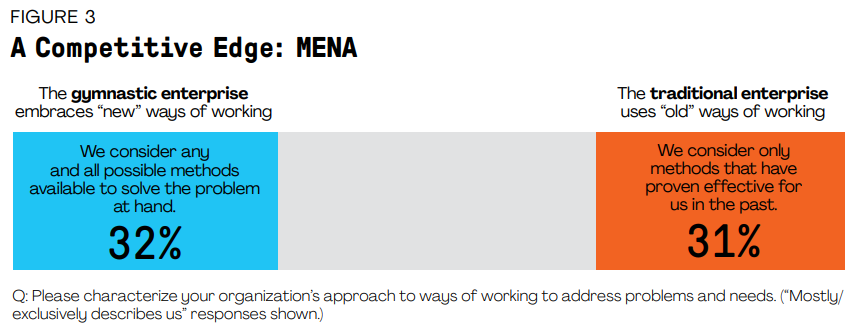 FIGURE 3
A Competitive Edge: MENA
The gymnastic enterprise
embraces “new” ways of working
The traditional enterprise
uses “old” ways of working
We consider any
and all possible methods
available to solve the problem
at hand.
32%
We consider only
methods that have
proven effective for
us in the past.
31%
Q: Please characterize your organization’s approach to ways of working to address problems and needs. (“Mostly/
exclusively describes us” responses shown.)